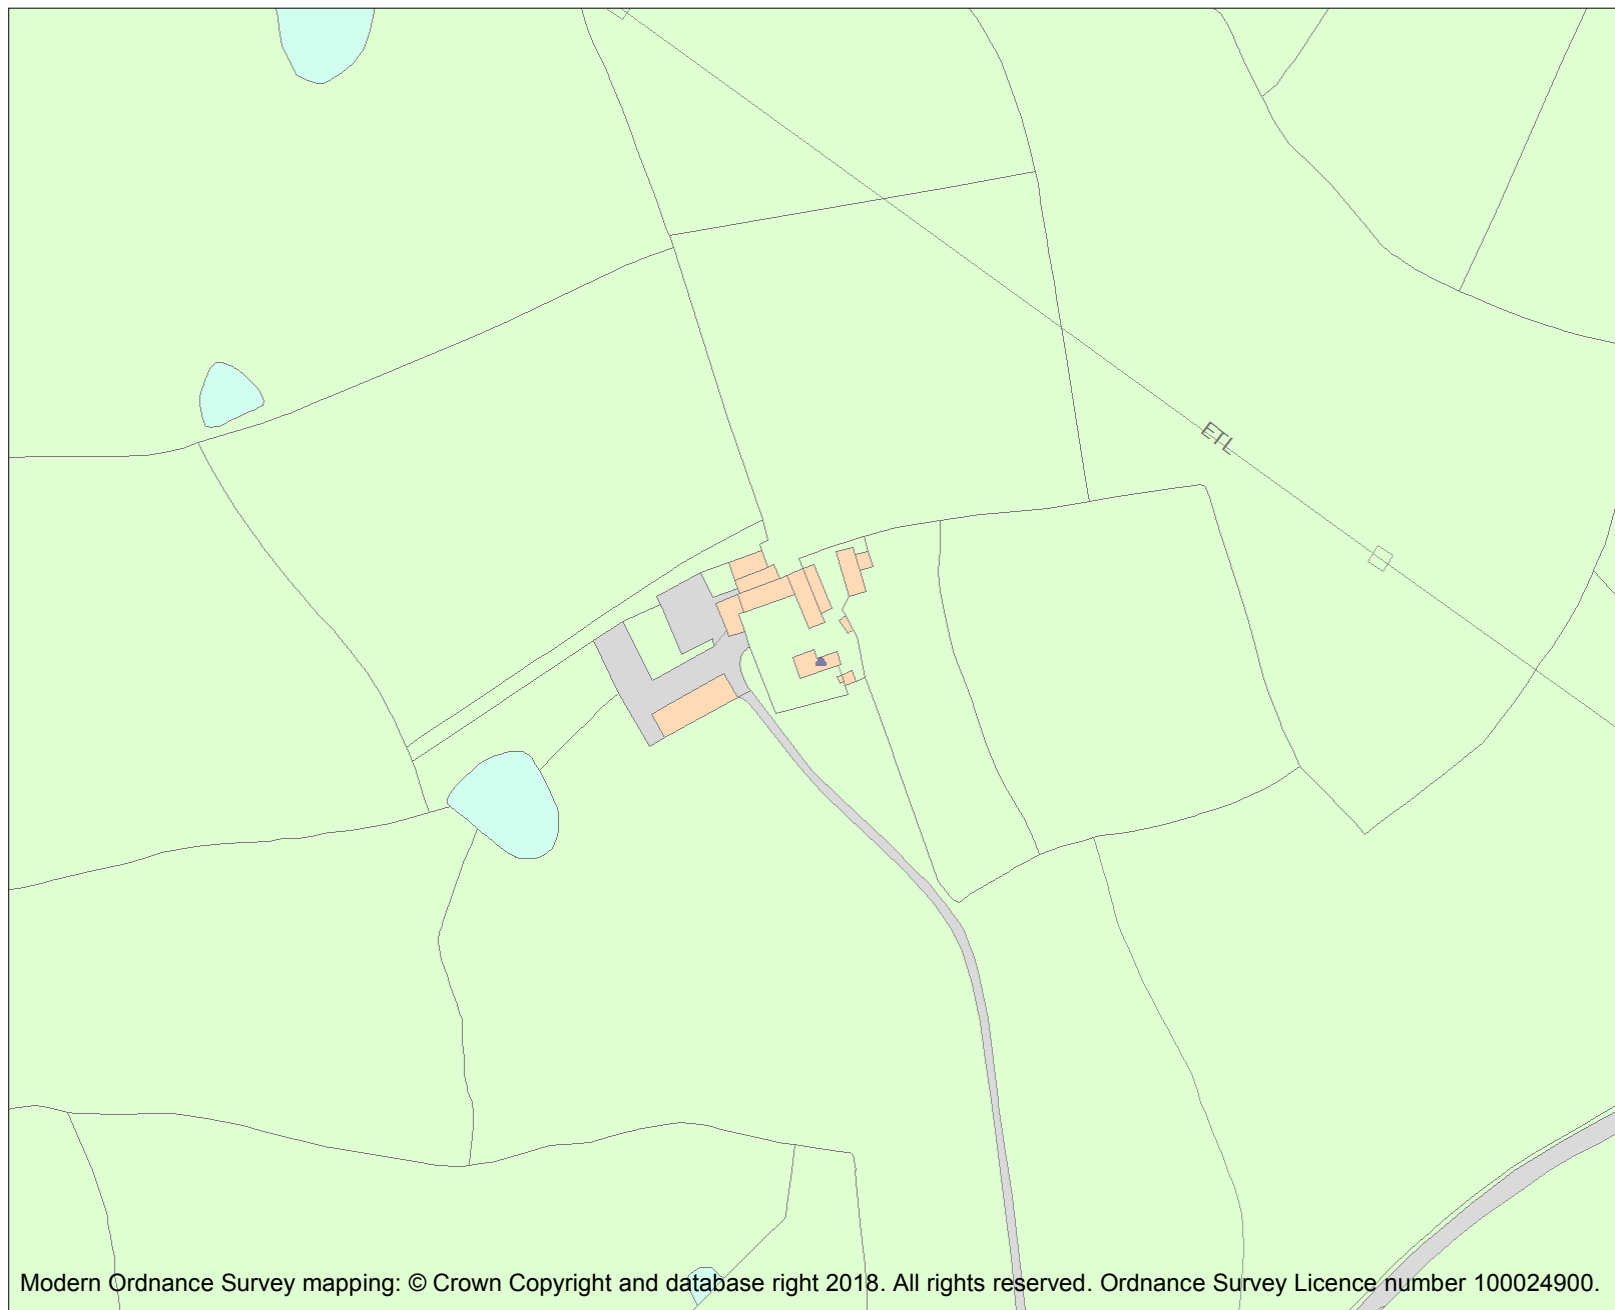 ETL
Modern Ordnance Survey mapping: © Crown Copyright and database right 2018. All rights reserved. Ordnance Survey Licence number 100024900.